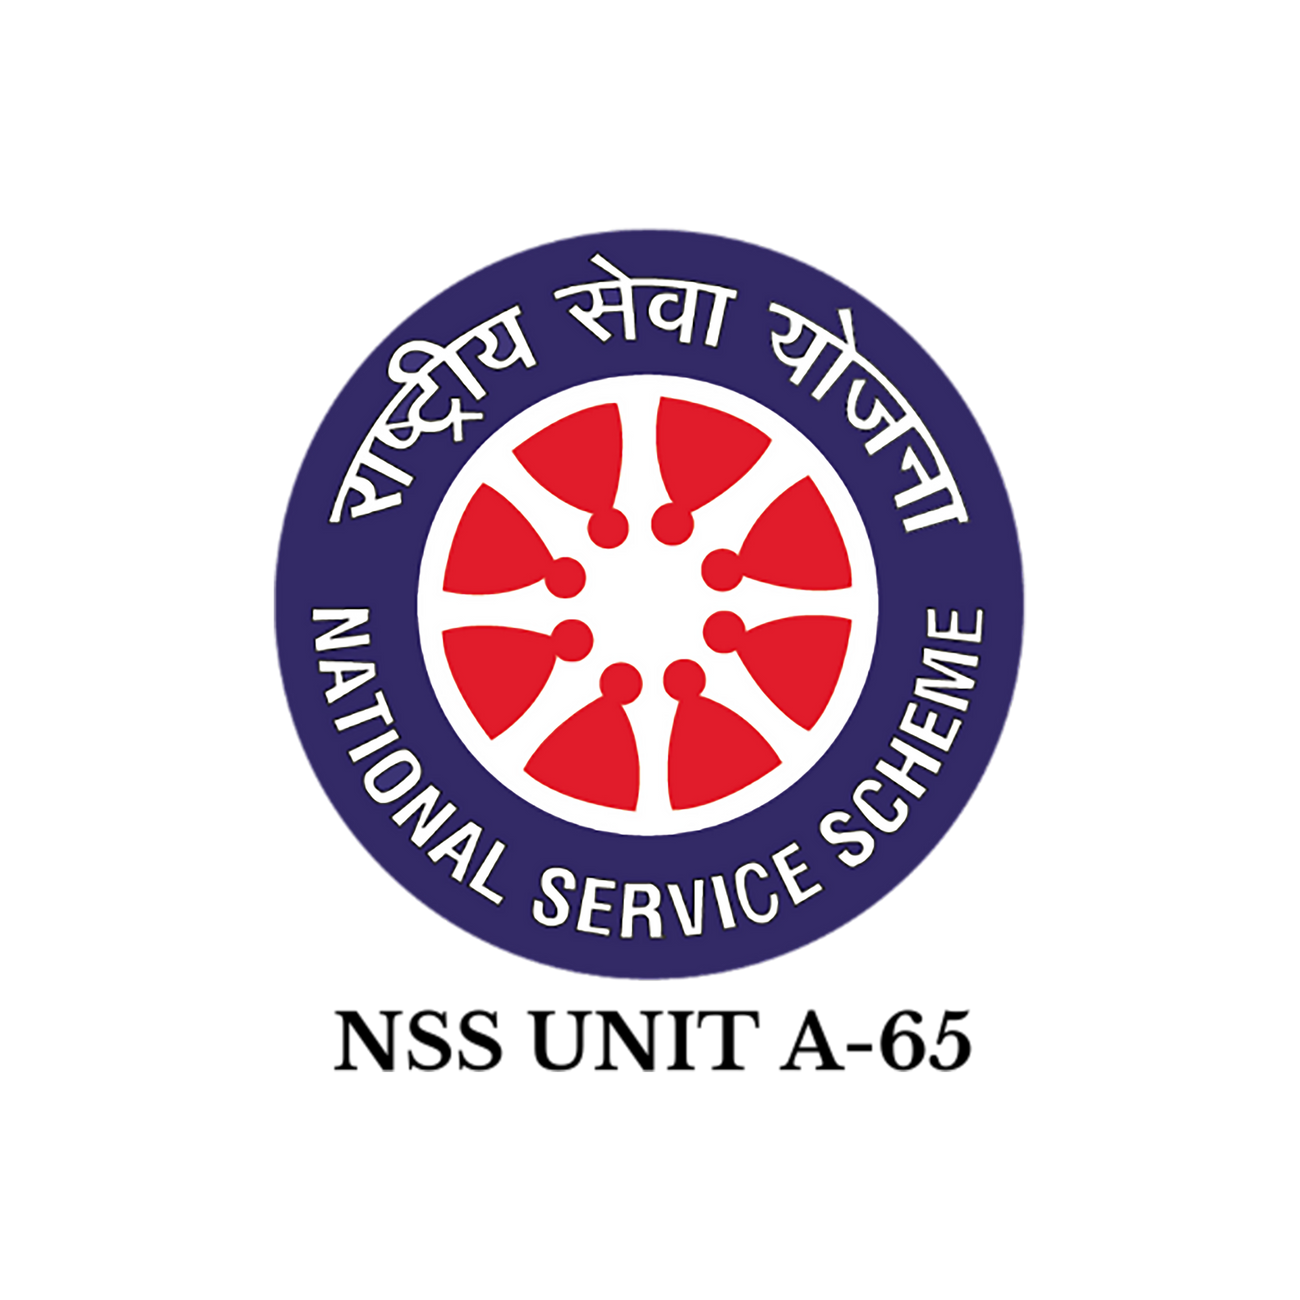 राष्ट्रीय सेवा योजना
NATIONAL SERVICE SCHEME
NSS UNIT A-65